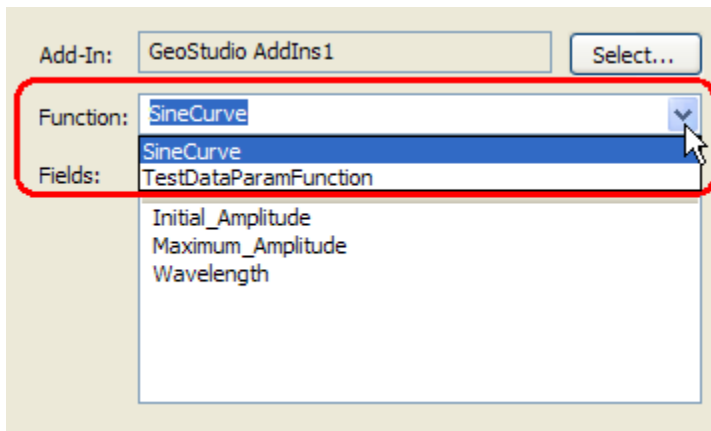 Add-In: GeoStudio AddIns1 Select...
Function: SineCurve
SineCurve
Fields: TestDataParamFunction
Initial_Amplitude
Maximum_Amplitude
Wavelength